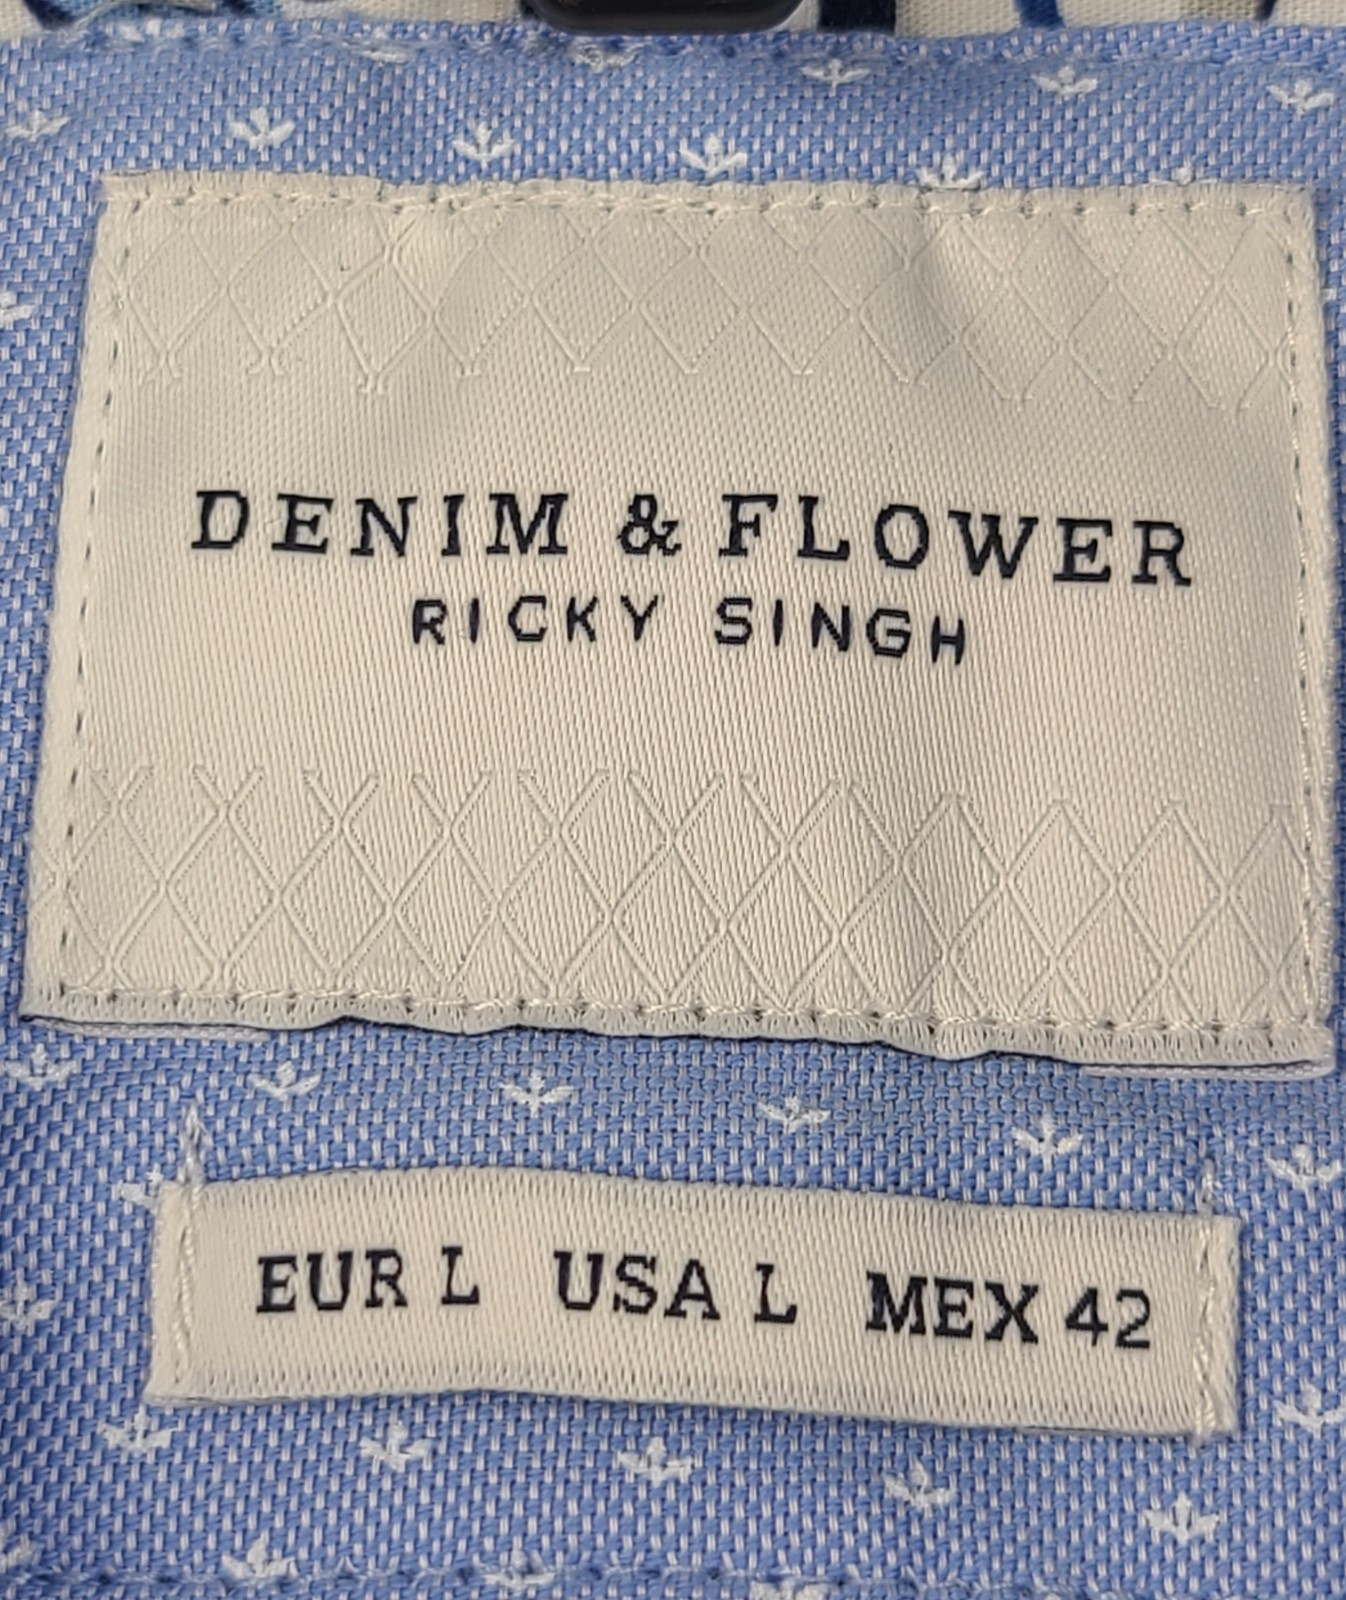 DENIM & FLOWER
RICKY SINGH
EUR L USA L MEX 42